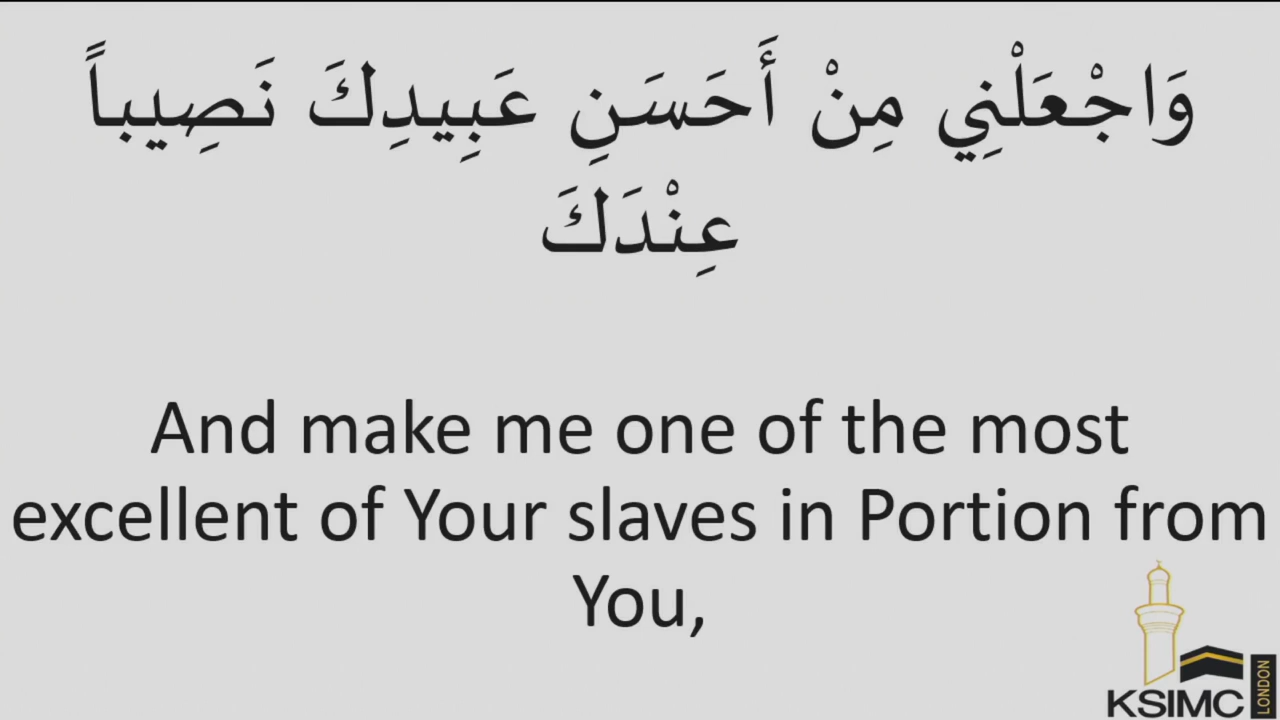 وَاجْعَلْنِي مِنْ أَحَسَنِ عَبِيدِكَ نَصِيباً
عِنْدَكَ
And make me one of the most
excellent of Your slaves in Portion from
You,
KSIMC LONDON